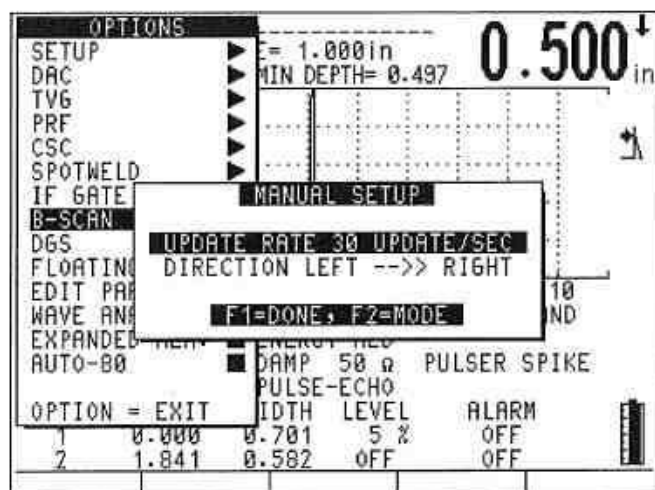 OPTIONS
SETUP
DAC
TVG
PRF
CSC
SPOTWELD
IF GATE
B-SCAN
DGS
FLOATING
EDIT PAR
WAVE ANA
EXPANDED
AUTO-80
OPTION = EXIT
E= 1.000in
MIN DEPTH= 0.497
0.500 in
MANUAL SETUP
UPDATE RATE 30 UPDATE/SEC
DIRECTION LEFT -->> RIGHT
F1=DONE, F2=MODE
10
ND
DAMP 50 Ω PULSER SPIKE
PULSE-ECHO
IDTH LEVEL ALARM
1 0.000 0.701 5 % OFF
2 1.841 0.582 OFF OFF